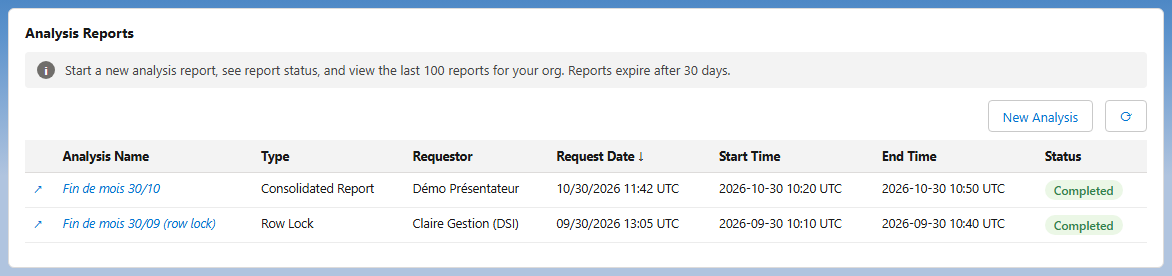 Analysis Reports
Start a new analysis report, see report status, and view the last 100 reports for your org. Reports expire after 30 days.
New Analysis
Analysis Name Type Requestor Request Date ↓ Start Time End Time Status
Fin de mois 30/10 Consolidated Report Démo Présentateur 10/30/2026 11:42 UTC 2026-10-30 10:20 UTC 2026-10-30 10:50 UTC Completed
Fin de mois 30/09 (row lock) Row Lock Claire Gestion (DSI) 09/30/2026 13:05 UTC 2026-09-30 10:10 UTC 2026-09-30 10:40 UTC Completed